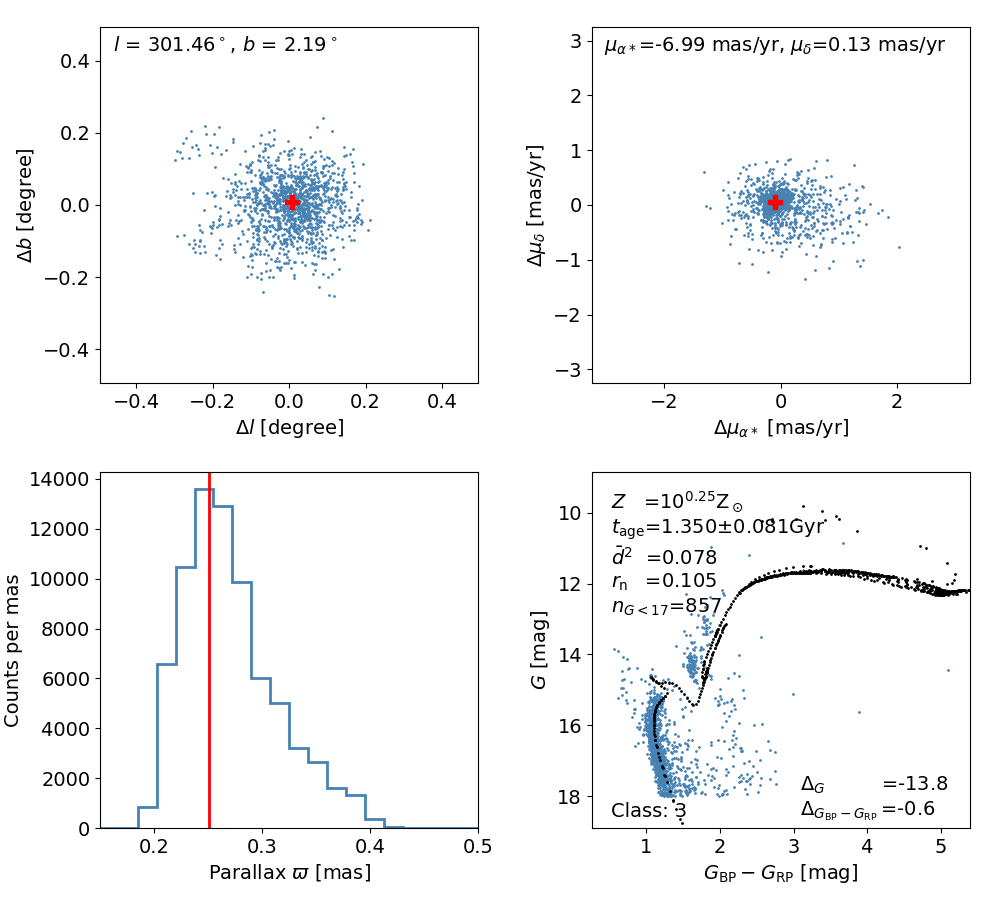 l = 301.46°, b = 2.19°
0.4
0.2
0.0
−0.2
−0.4
Δb [degree]
−0.4 −0.2 0.0 0.2 0.4
Δl [degree]
μα*=-6.99 mas/yr, μδ=0.13 mas/yr
3
2
1
0
−1
−2
−3
Δμδ [mas/yr]
−2 0 2
Δμα* [mas/yr]
14000
12000
10000
8000
6000
4000
2000
0
Counts per mas
0.2 0.3 0.4 0.5
Parallax ϖ [mas]
Z =10^0.25 Z⊙
t_age=1.350±0.081Gyr
d̄² =0.078
r_n =0.105
n_G<17=857
10
12
14
16
18
G [mag]
Δ_G =-13.8
Δ_GBP−GRP =-0.6
Class: 3
1 2 3 4 5
G_BP − G_RP [mag]